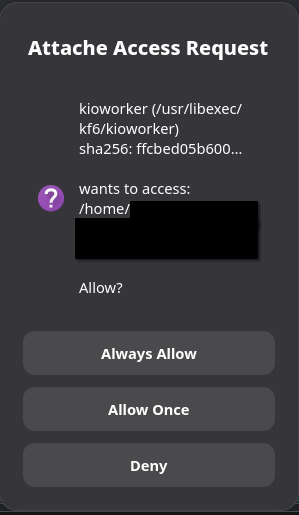 Attache Access Request
kioworker (/usr/libexec/
kf6/kioworker)
sha256: ffcbed05b600...
wants to access:
/home/
Allow?
Always Allow
Allow Once
Deny